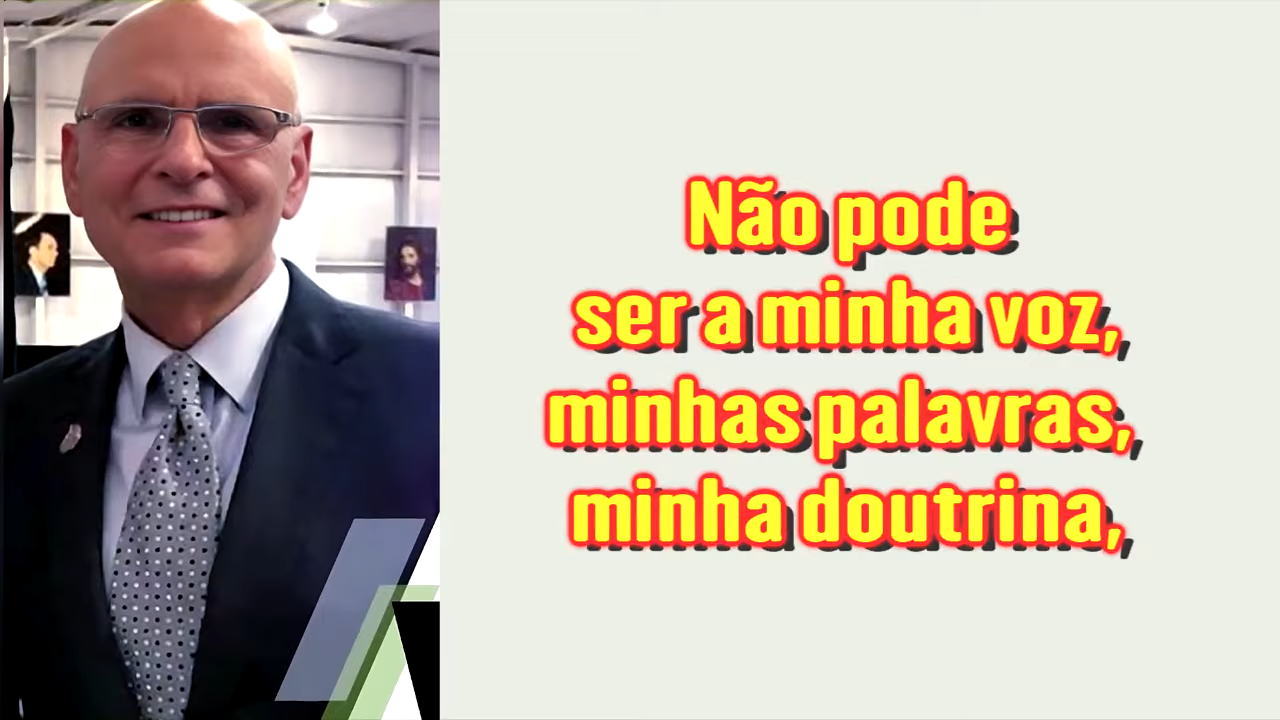 Não pode
ser a minha voz,
minhas palavras,
minha doutrina,